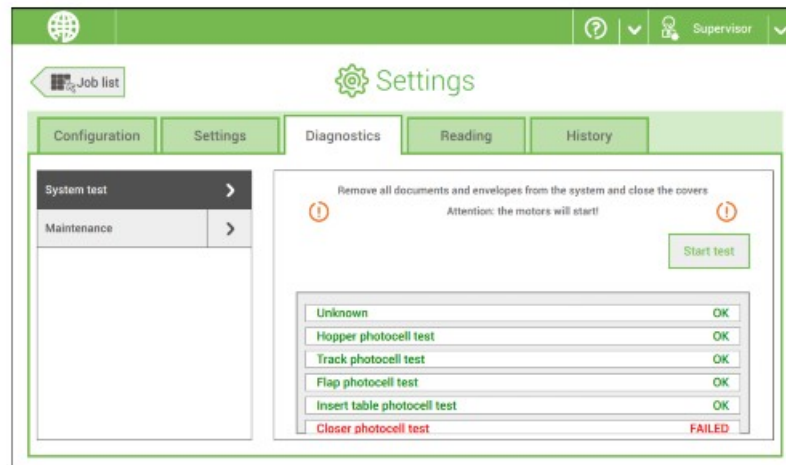 Supervisor
Job list
Settings
Configuration
Settings
Diagnostics
Reading
History
System test
Maintenance
Remove all documents and envelopes from the system and close the covers
Attention: the motors will start!
Start test
Unknown OK
Hopper photocell test OK
Track photocell test OK
Flap photocell test OK
Insert table photocell test OK
Closer photocell test FAILED